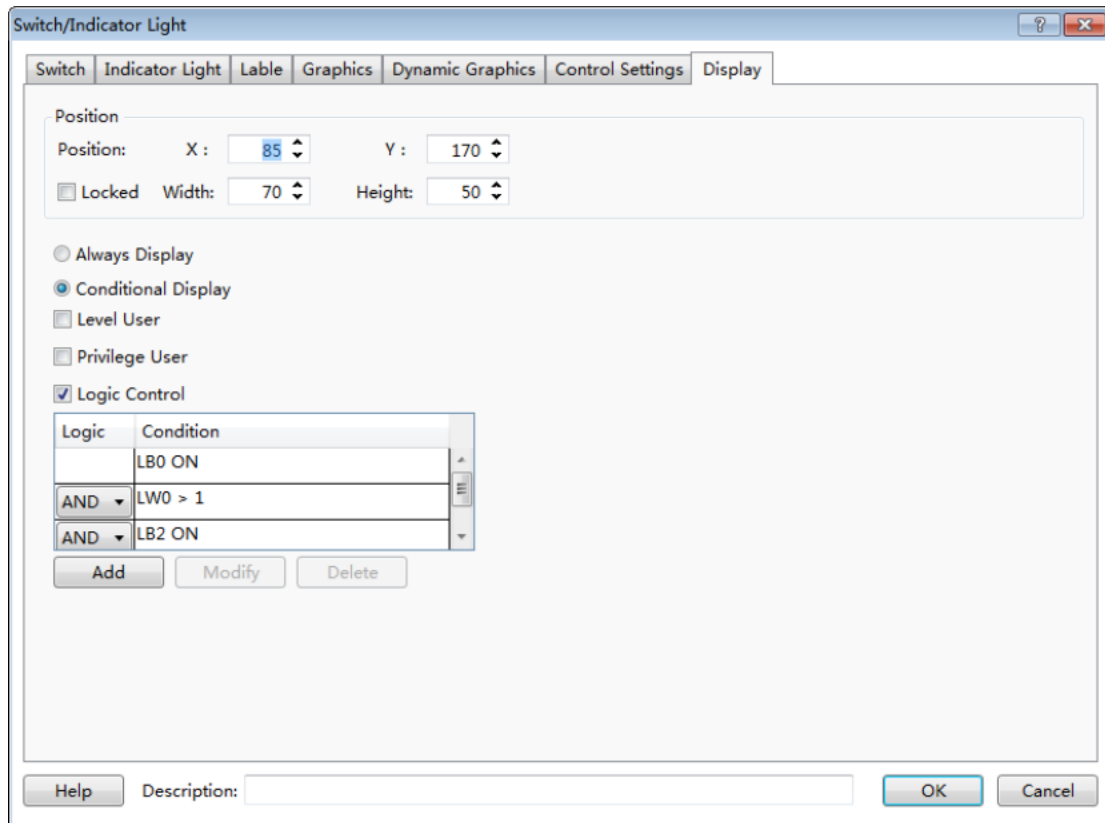 Switch/Indicator Light
Switch Indicator Light Lable Graphics Dynamic Graphics Control Settings Display
Position
Position: X : 85 Y : 170
Locked Width: 70 Height: 50
Always Display
Conditional Display
Level User
Privilege User
Logic Control
Logic Condition
LB0 ON
AND LW0 > 1
AND LB2 ON
Add Modify Delete
Help Description: OK Cancel